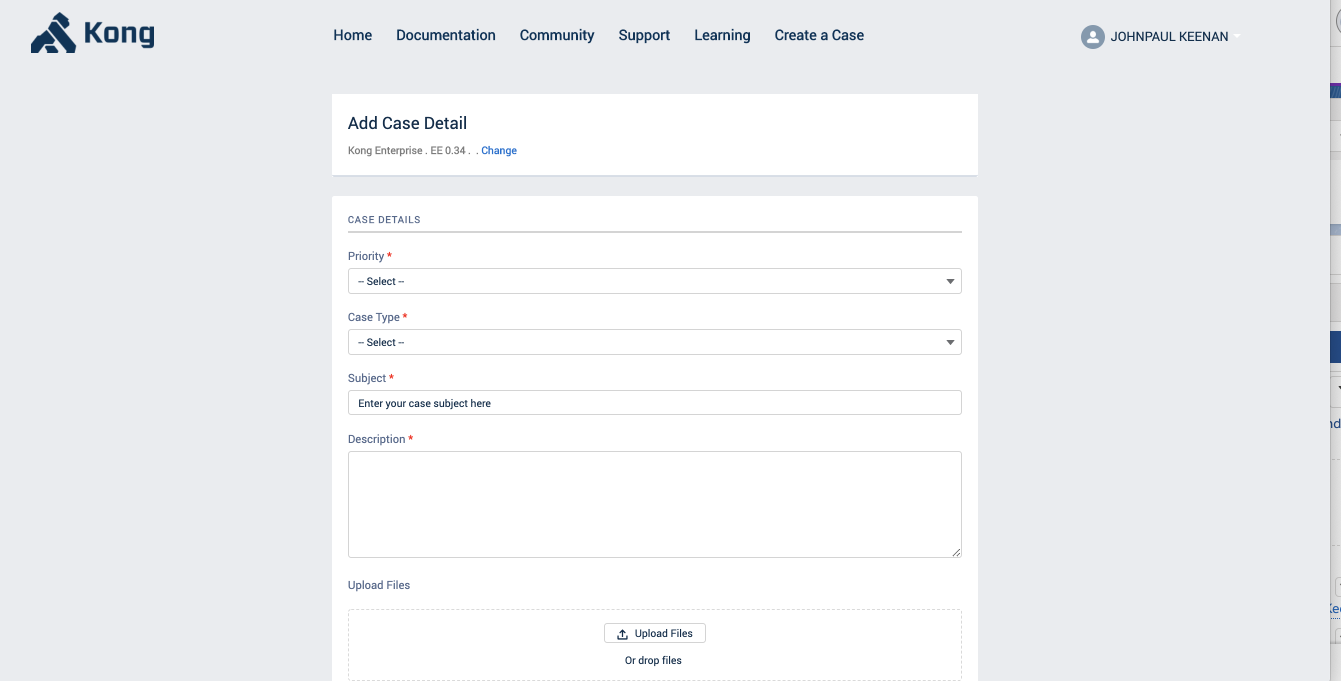 Kong
Home Documentation Community Support Learning Create a Case
JOHNPAUL KEENAN
Add Case Detail
Kong Enterprise . EE 0.34 . . Change
CASE DETAILS
Priority *
-- Select --
Case Type *
-- Select --
Subject *
Enter your case subject here
Description *
Upload Files
Upload Files
Or drop files